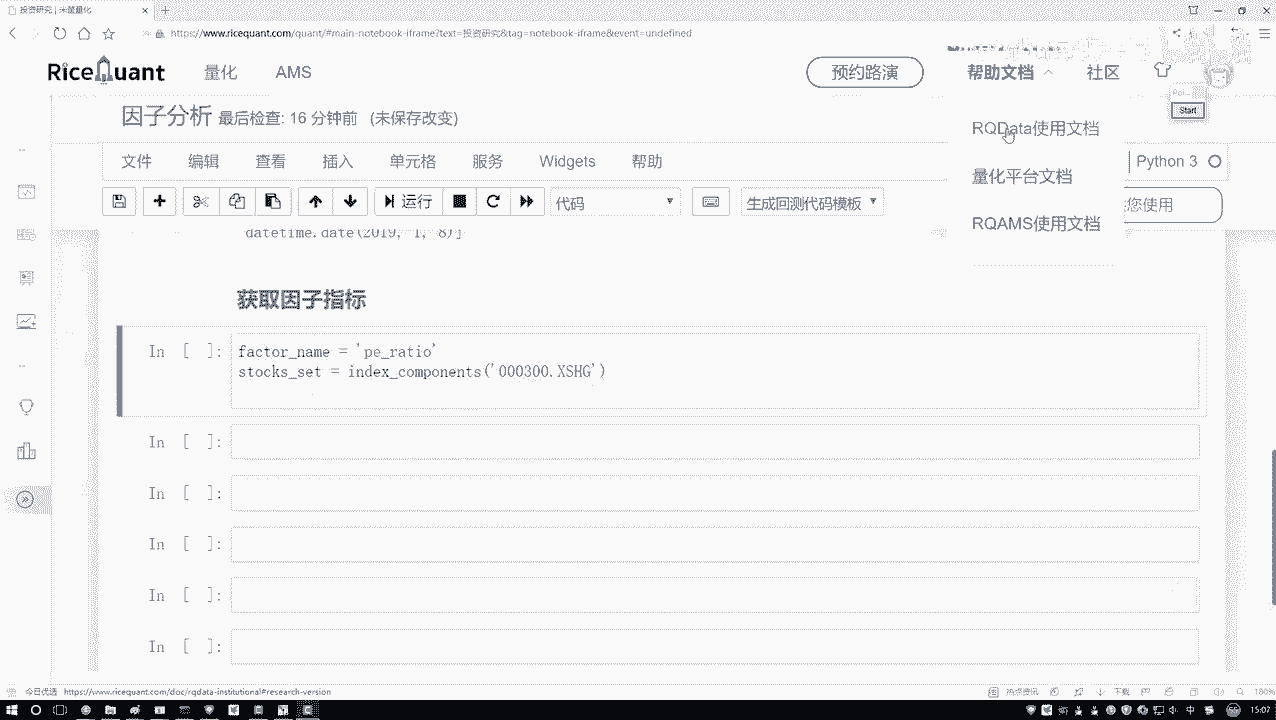 投资研究 | 米筐量化
https://www.ricequant.com/quant/#main-notebook-iframe?text=投资研究&tag=notebook-iframe&event=undefined
RiceQuant 量化 AMS 预约路演 帮助文档 社区
因子分析 最后检查: 16 分钟前 (未保存改变)
Start
RQData使用文档
文件 编辑 查看 插入 单元格 服务 Widgets 帮助
Python 3
量化平台文档
运行 代码 生成回测代码模板
您使用
RQAMS使用文档
datetime.date(2019, 1, 8)]
获取因子指标
In [ ]: factor_name = 'pe_ratio'
stocks_set = index_components('000300.XSHG')
In [ ]:
In [ ]:
In [ ]:
In [ ]:
In [ ]:
今日优选 https://www.ricequant.com/doc/rqdata-institutional#research-version
热点资讯 下载 180%
中 15:07